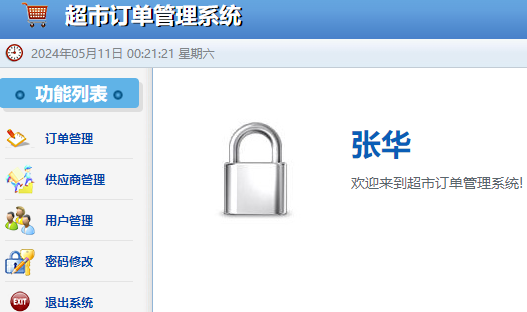 超市订单管理系统
2024年05月11日 00:21:21 星期六
功能列表
订单管理
供应商管理
用户管理
密码修改
EXIT 退出系统
张华
欢迎来到超市订单管理系统!